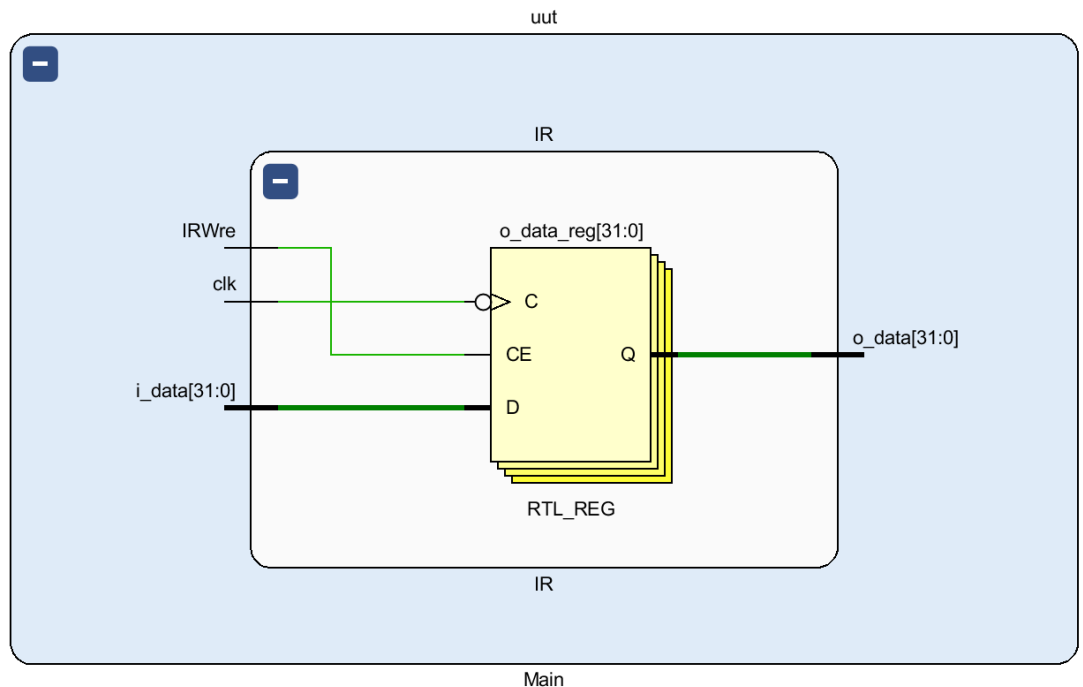 uut
IR
IRWre
o_data_reg[31:0]
clk
C
CE
Q
o_data[31:0]
i_data[31:0]
D
RTL_REG
IR
Main